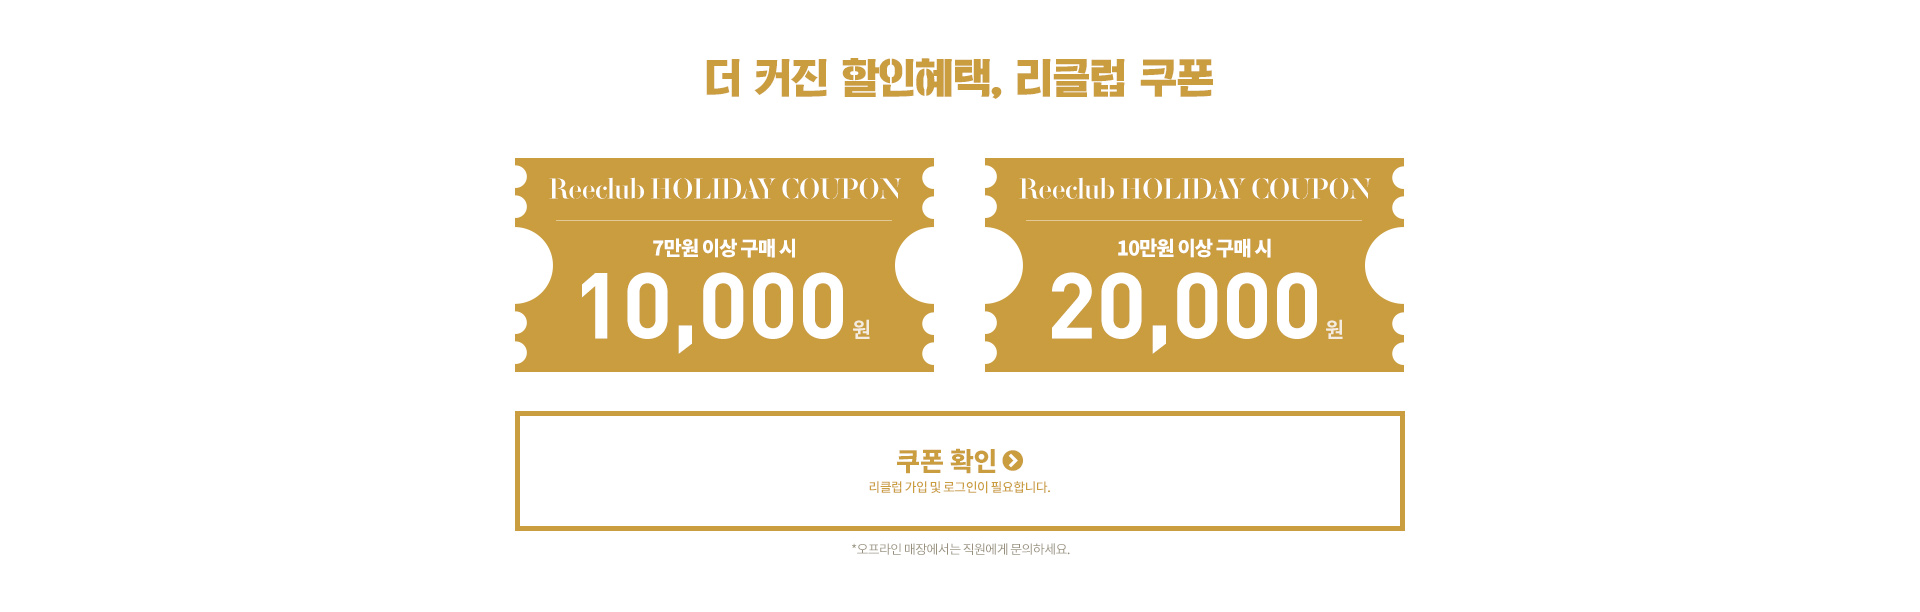 더 커진 할인혜택, 리클럽 쿠폰
Reeclub HOLIDAY COUPON
7만원 이상 구매 시
10,000원
Reeclub HOLIDAY COUPON
10만원 이상 구매 시
20,000원
쿠폰 확인
리클럽 가입 및 로그인이 필요합니다.
*오프라인 매장에서는 직원에게 문의하세요.